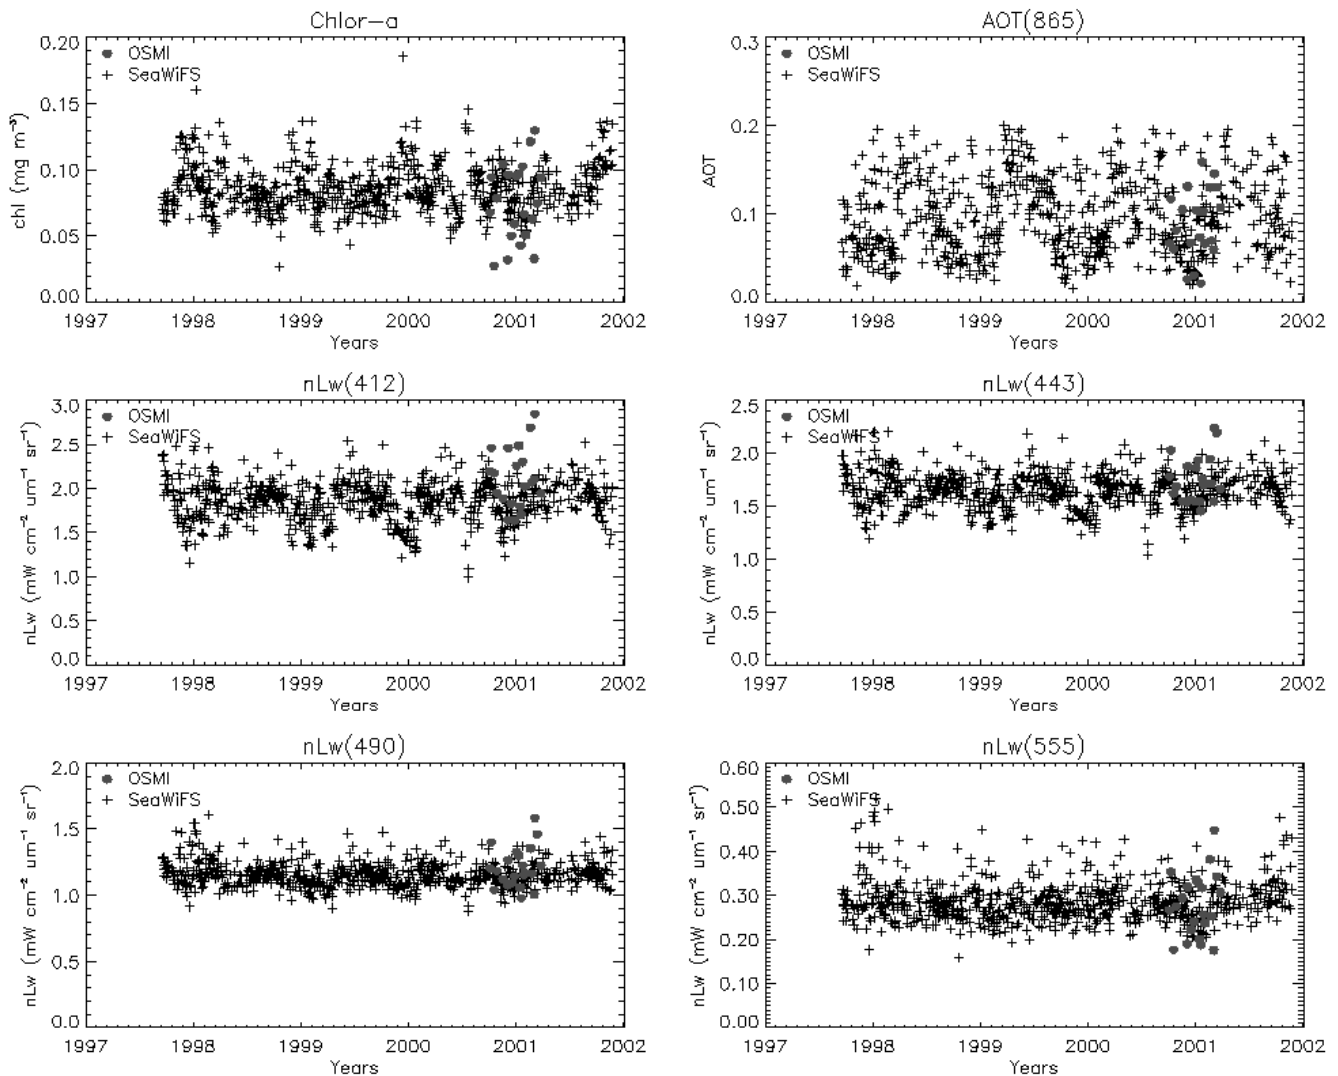 Chlor-a
OSMI
SeaWiFS
0.20
0.15
0.10
0.05
0.00
chl (mg m⁻³)
1997 1998 1999 2000 2001 2002
Years
AOT(865)
OSMI
SeaWiFS
0.3
0.2
0.1
0.0
AOT
1997 1998 1999 2000 2001 2002
Years
nLw(412)
OSMI
SeaWiFS
3.0
2.5
2.0
1.5
1.0
0.5
0.0
nLw (mW cm⁻² um⁻¹ sr⁻¹)
1997 1998 1999 2000 2001 2002
Years
nLw(443)
OSMI
SeaWiFS
2.5
2.0
1.5
1.0
0.5
0.0
nLw (mW cm⁻² um⁻¹ sr⁻¹)
1997 1998 1999 2000 2001 2002
Years
nLw(490)
OSMI
SeaWiFS
2.0
1.5
1.0
0.5
0.0
nLw (mW cm⁻² um⁻¹ sr⁻¹)
1997 1998 1999 2000 2001 2002
Years
nLw(555)
OSMI
SeaWiFS
0.60
0.50
0.40
0.30
0.20
0.10
0.00
nLw (mW cm⁻² um⁻¹ sr⁻¹)
1997 1998 1999 2000 2001 2002
Years